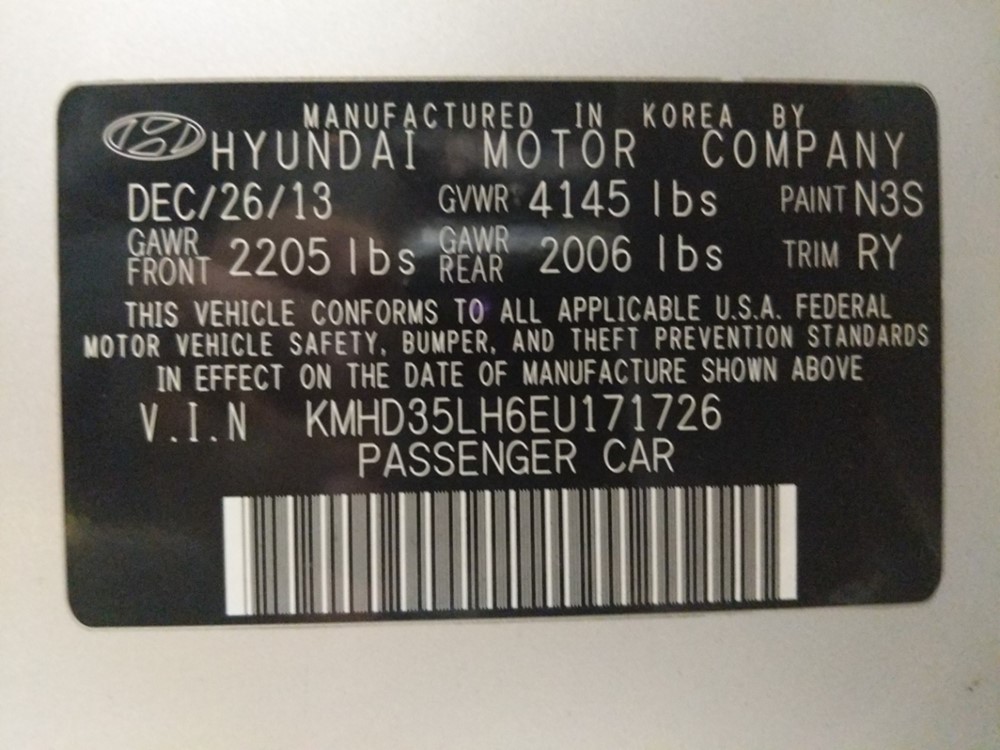 MANUFACTURED IN KOREA BY
HYUNDAI MOTOR COMPANY
DEC/26/13 GVWR 4145 lbs PAINT N3S
GAWR FRONT 2205 lbs GAWR REAR 2006 lbs TRIM RY
THIS VEHICLE CONFORMS TO ALL APPLICABLE U.S.A. FEDERAL
MOTOR VEHICLE SAFETY, BUMPER, AND THEFT PREVENTION STANDARDS
IN EFFECT ON THE DATE OF MANUFACTURE SHOWN ABOVE
V.I.N KMHD35LH6EU171726
PASSENGER CAR